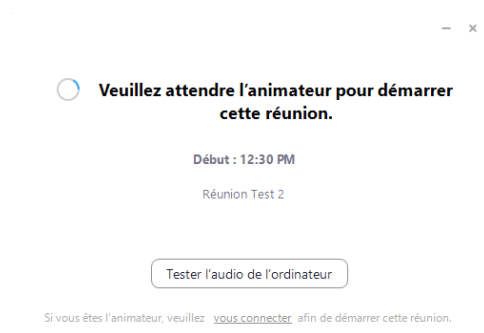 Veuillez attendre l'animateur pour démarrer
cette réunion.
Début : 12:30 PM
Réunion Test 2
Tester l'audio de l'ordinateur
Si vous êtes l'animateur, veuillez vous connecter afin de démarrer cette réunion.